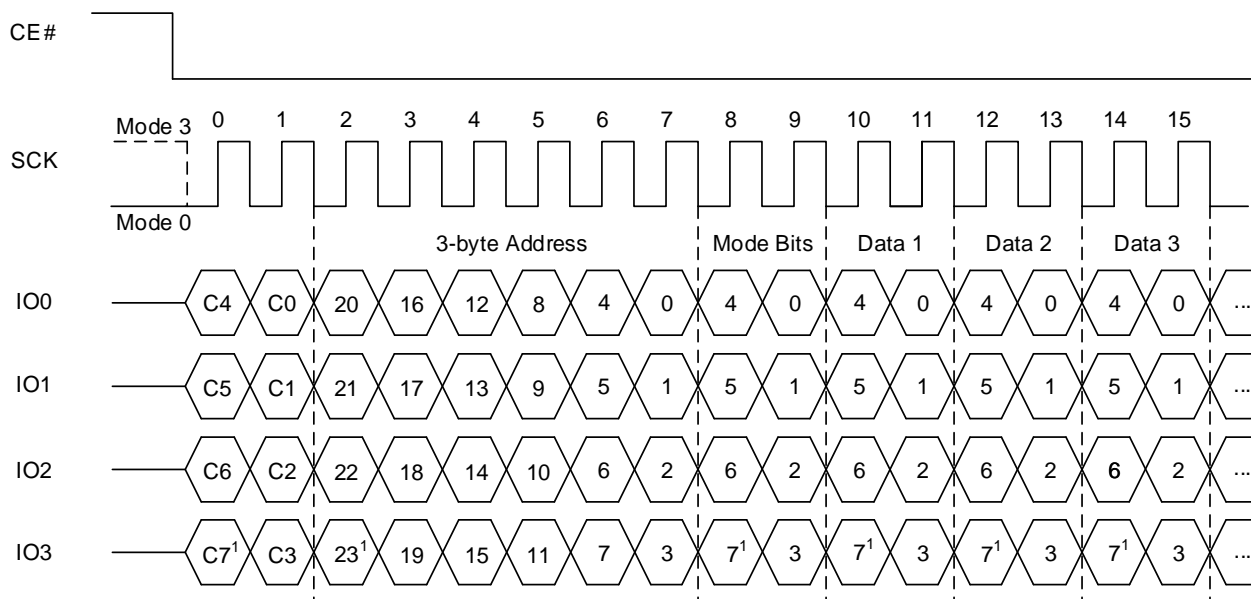 CE#
Mode 3 0 1 2 3 4 5 6 7 8 9 10 11 12 13 14 15
SCK
Mode 0
3-byte Address Mode Bits Data 1 Data 2 Data 3
IO0 C4 C0 20 16 12 8 4 0 4 0 4 0 4 0 4 0 ...
IO1 C5 C1 21 17 13 9 5 1 5 1 5 1 5 1 5 1 ...
IO2 C6 C2 22 18 14 10 6 2 6 2 6 2 6 2 6 2 ...
IO3 C7¹ C3 23¹ 19 15 11 7 3 7¹ 3 7¹ 3 7¹ 3 7¹ 3 ...